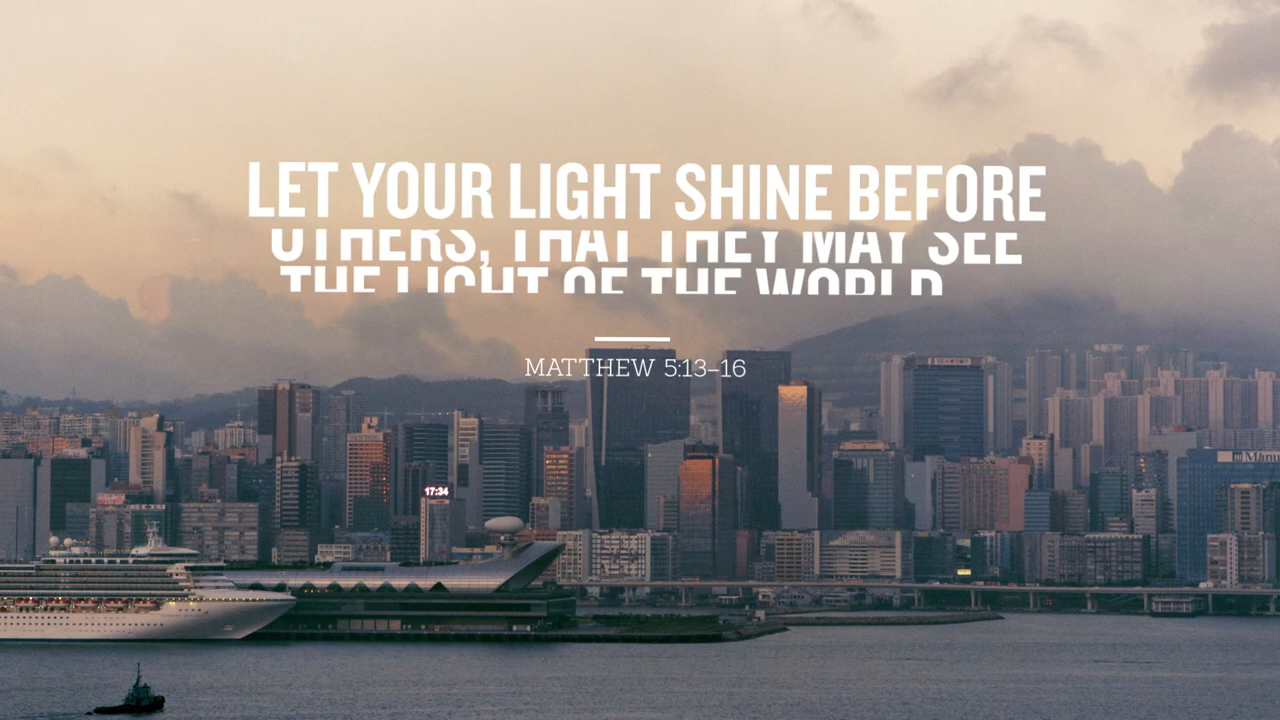 LET YOUR LIGHT SHINE BEFORE
OTHERS, THAT THEY MAY SEE
THE LIGHT OF THE WORLD
MATTHEW 5:13–16
17:34